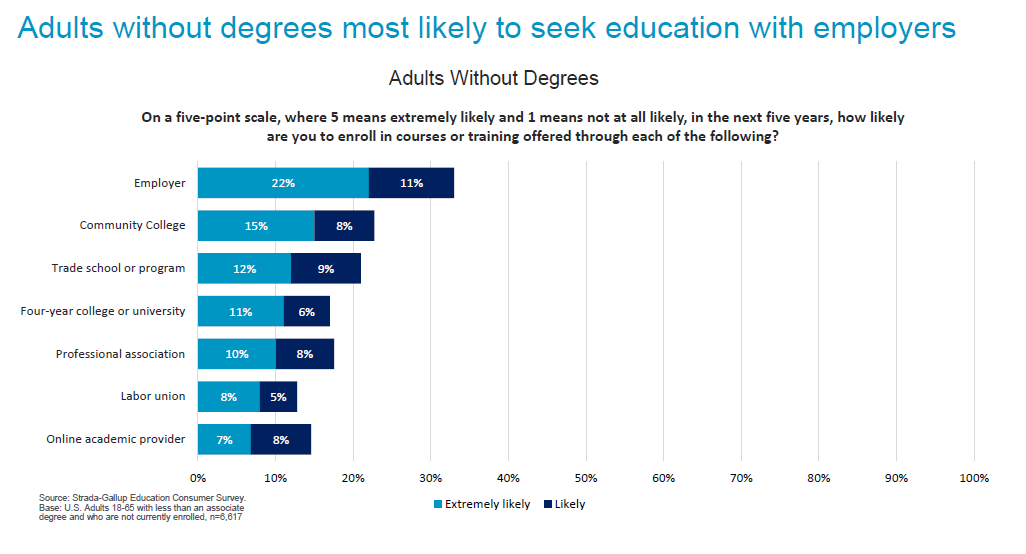 Adults without degrees most likely to seek education with employers
Adults Without Degrees
On a five-point scale, where 5 means extremely likely and 1 means not at all likely, in the next five years, how likely
are you to enroll in courses or training offered through each of the following?
Employer 22% 11%
Community College 15% 8%
Trade school or program 12% 9%
Four-year college or university 11% 6%
Professional association 10% 8%
Labor union 8% 5%
Online academic provider 7% 8%
0% 10% 20% 30% 40% 50% 60% 70% 80% 90% 100%
Extremely likely Likely
Source: Strada-Gallup Education Consumer Survey.
Base: U.S. Adults 18-65 with less than an associate
degree and who are not currently enrolled, n=6,617